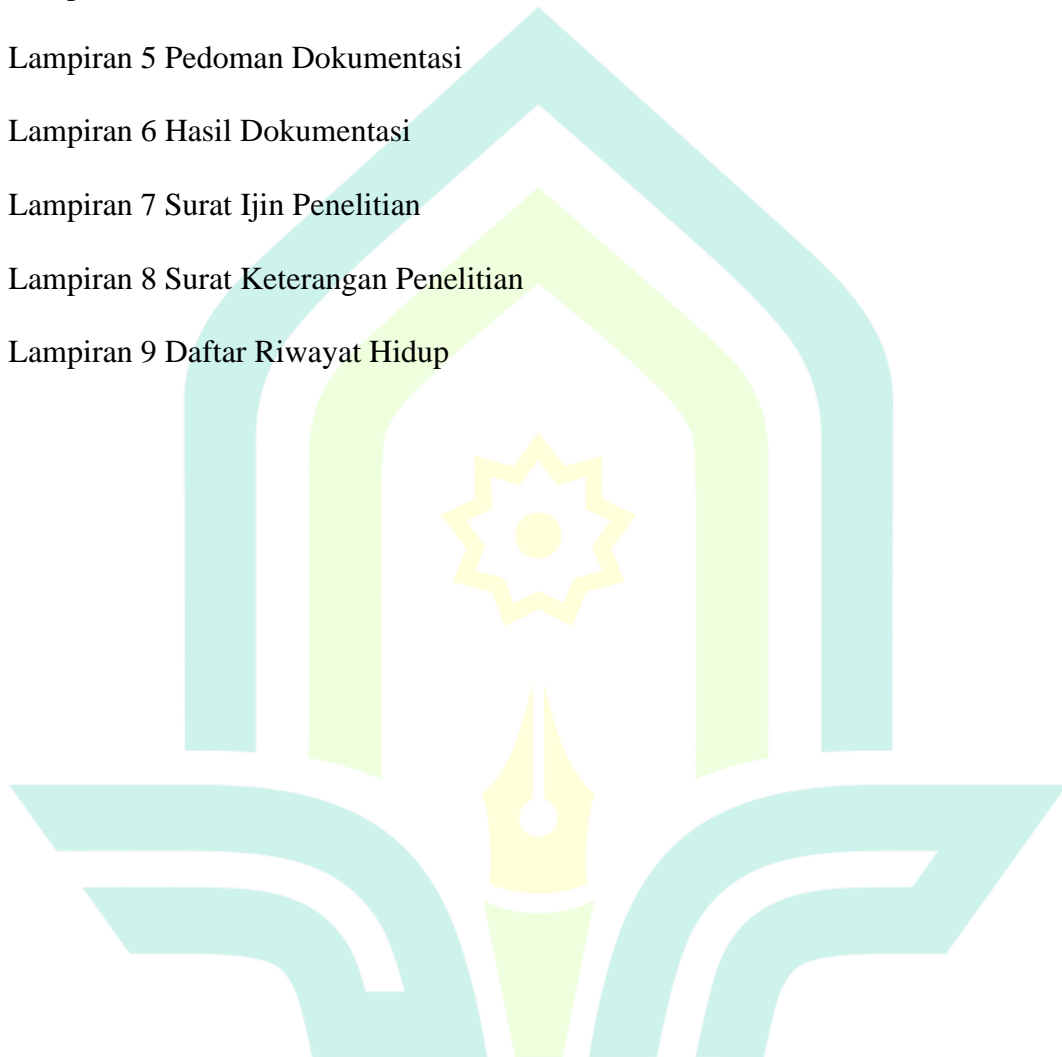 Lampiran 5 Pedoman Dokumentasi
Lampiran 6 Hasil Dokumentasi
Lampiran 7 Surat Ijin Penelitian
Lampiran 8 Surat Keterangan Penelitian
Lampiran 9 Daftar Riwayat Hidup